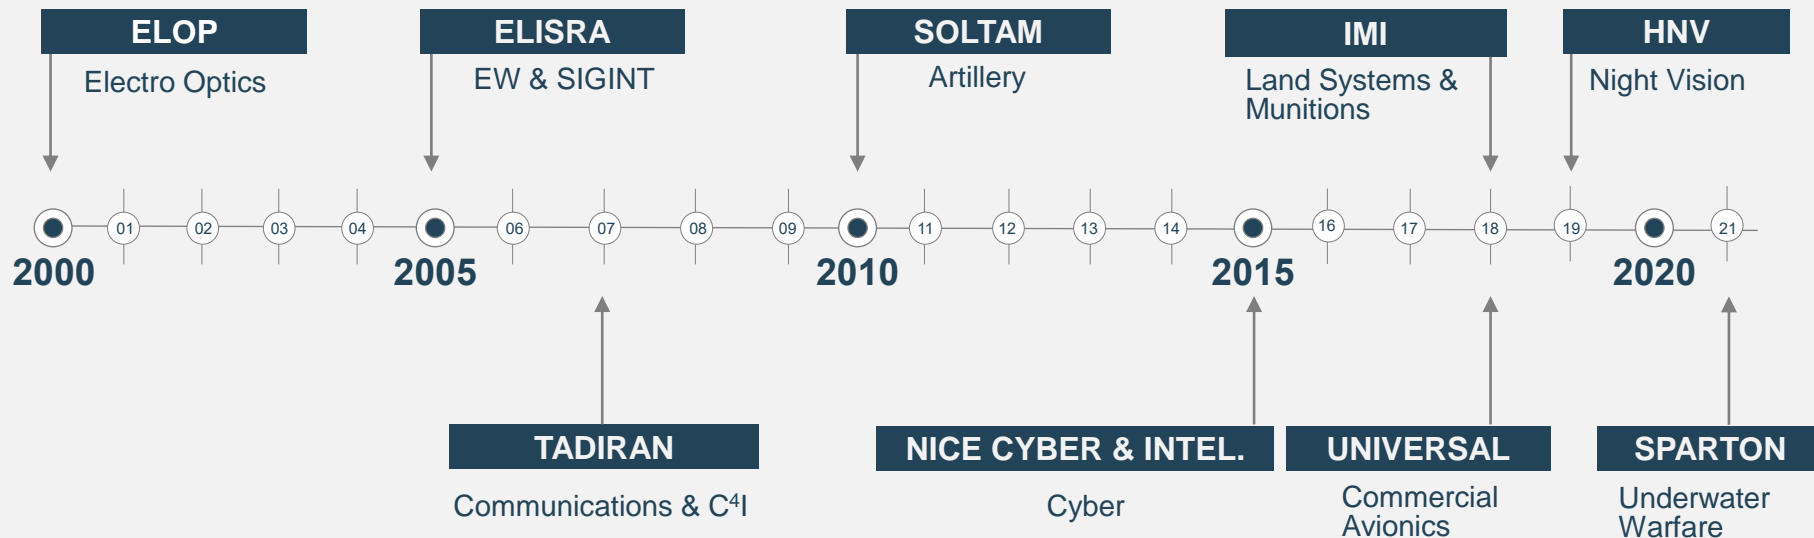 ELOP
Electro Optics
ELISRA
EW & SIGINT
SOLTAM
Artillery
IMI
Land Systems &
Munitions
HNV
Night Vision
01
02
03
04
06
07
08
09
11
12
13
14
16
17
18
19
21
2000
2005
2010
2015
2020
TADIRAN
Communications & C⁴I
NICE CYBER & INTEL.
Cyber
UNIVERSAL
Commercial
Avionics
SPARTON
Underwater
Warfare